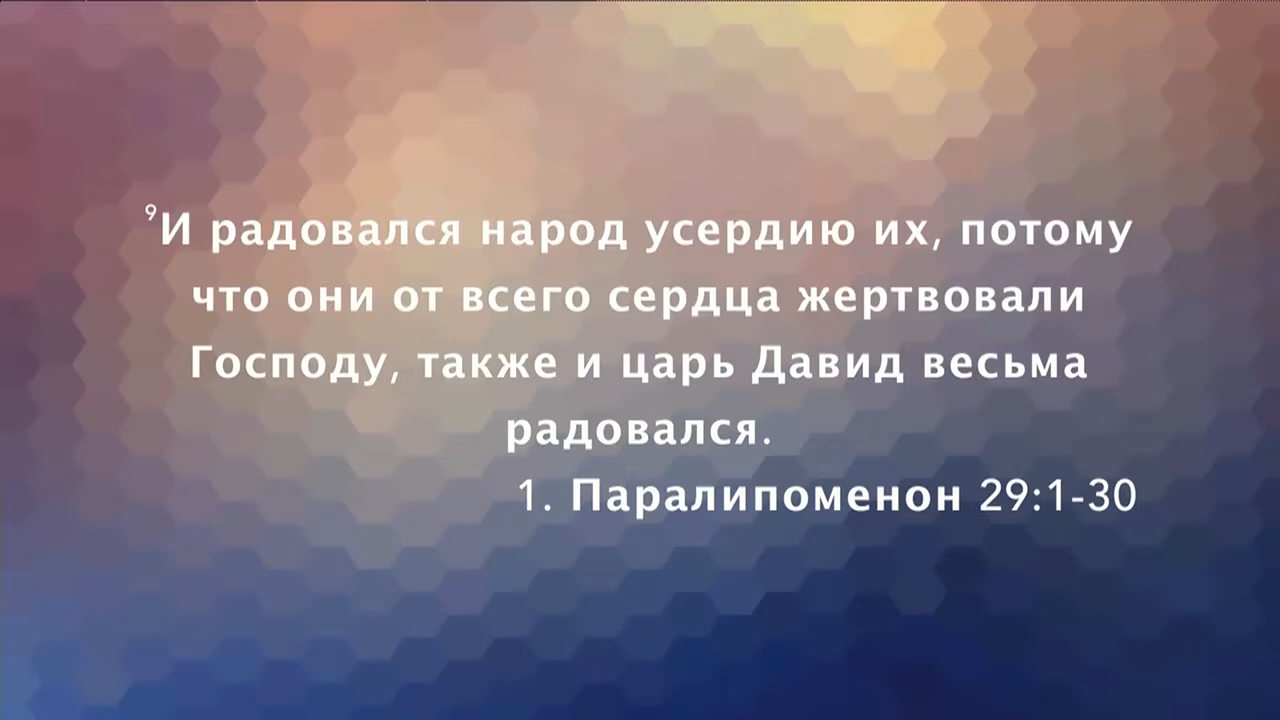 ⁹И радовался народ усердию их, потому
что они от всего сердца жертвовали
Господу, также и царь Давид весьма
радовался.
1. Паралипоменон 29:1-30